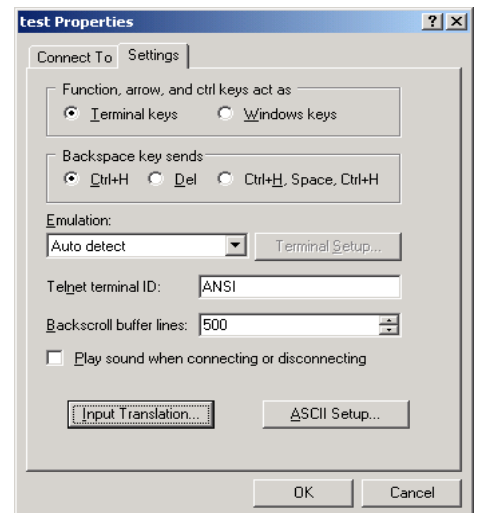 test Properties ? ×
Connect To Settings
Function, arrow, and ctrl keys act as
Terminal keys Windows keys
Backspace key sends
Ctrl+H Del Ctrl+H, Space, Ctrl+H
Emulation:
Auto detect Terminal Setup...
Telnet terminal ID: ANSI
Backscroll buffer lines: 500
Play sound when connecting or disconnecting
Input Translation... ASCII Setup...
OK Cancel